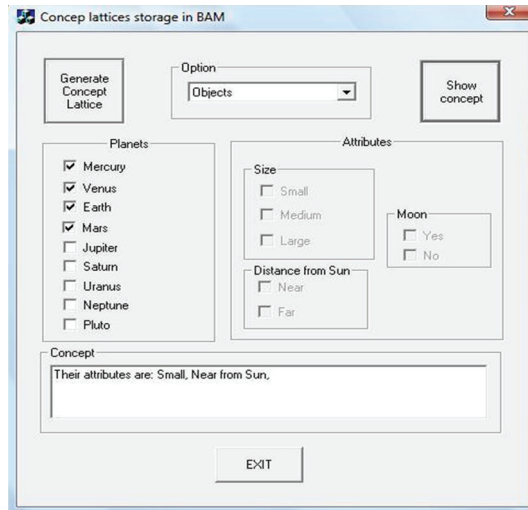 Concep lattices storage in BAM
Generate
Concept
Lattice
Option
Objects
Show
concept
Planets
Mercury
Venus
Earth
Mars
Jupiter
Saturn
Uranus
Neptune
Pluto
Attributes
Size
Small
Medium
Large
Moon
Yes
No
Distance from Sun
Near
Far
Concept
Their attributes are: Small, Near from Sun,
EXIT